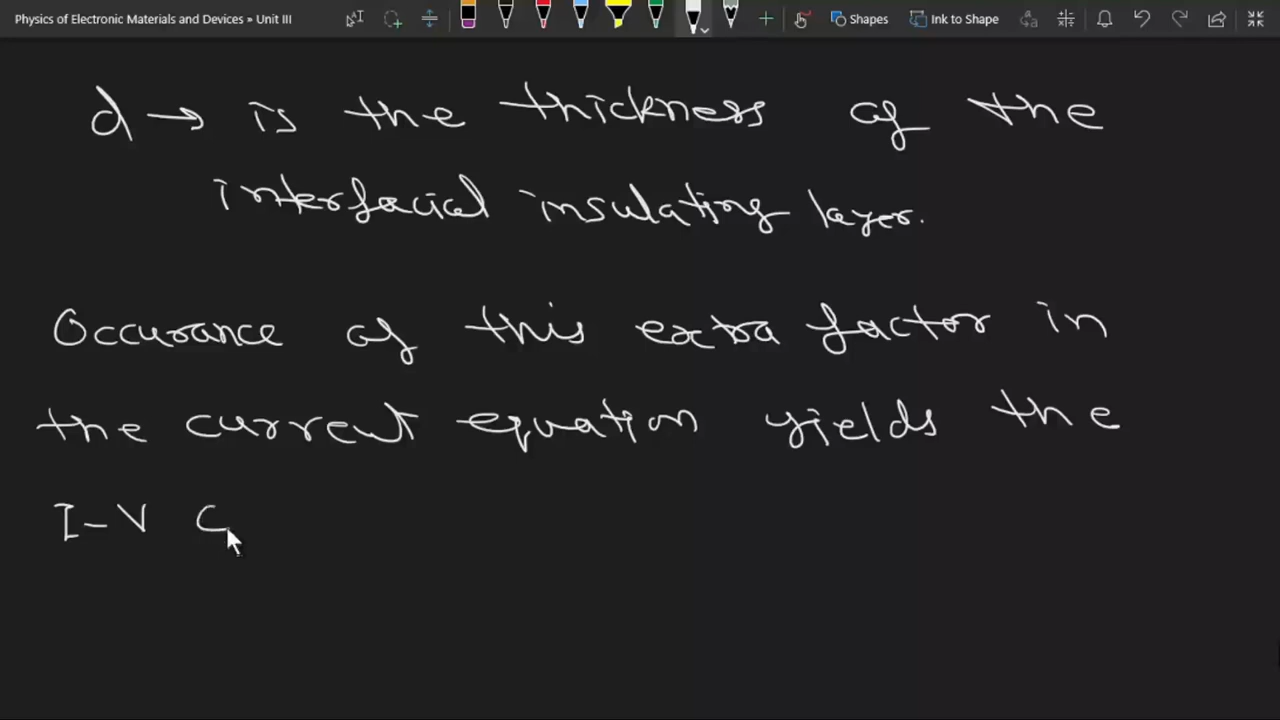 Physics of Electronic Materials and Devices » Unit III
Shapes
Ink to Shape
d → is the thickness of the
interfacial insulating layer.
Occurance of this extra factor in
the current equation yields the
I-V C